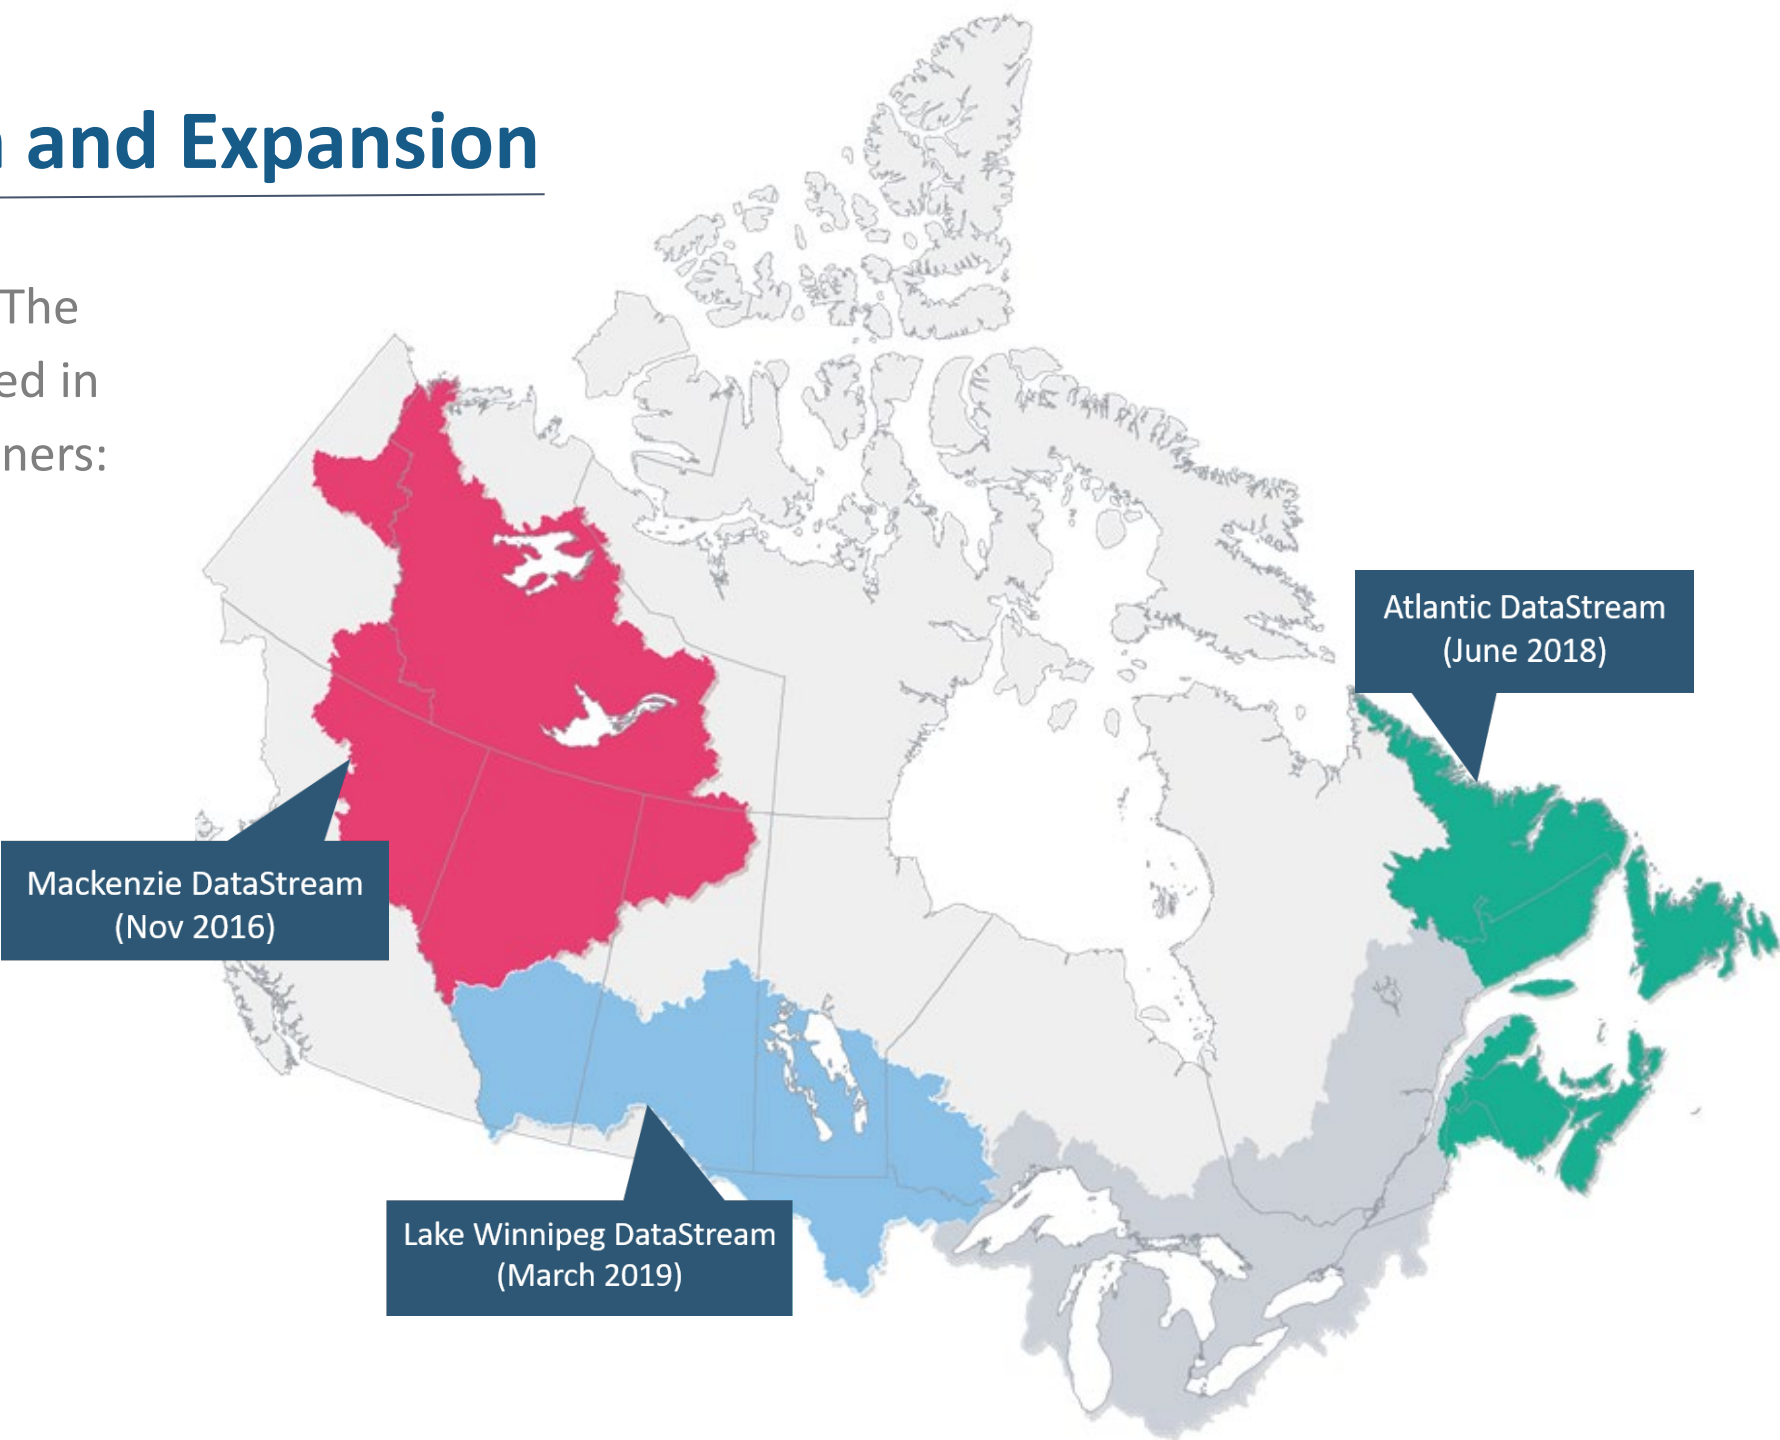 and Expansion
The
ed in
ners:
Atlantic DataStream
(June 2018)
Mackenzie DataStream
(Nov 2016)
Lake Winnipeg DataStream
(March 2019)